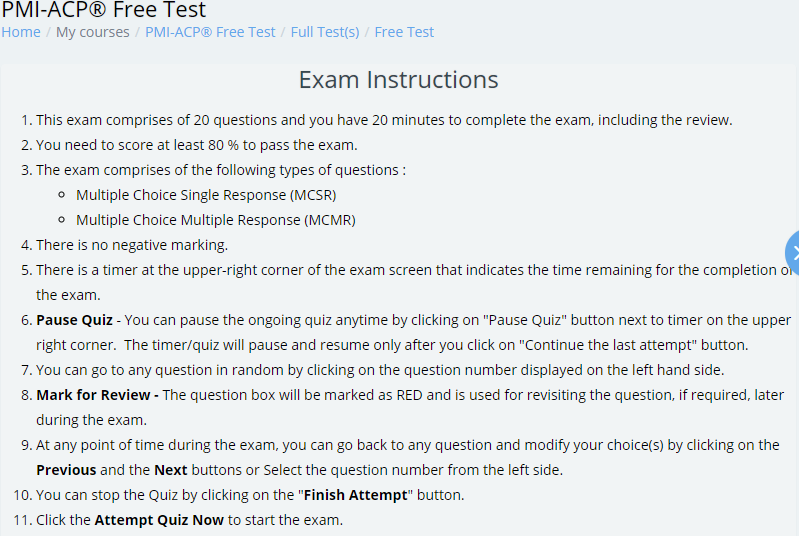 PMI-ACP® Free Test
Home / My courses / PMI-ACP® Free Test / Full Test(s) / Free Test
Exam Instructions
1. This exam comprises of 20 questions and you have 20 minutes to complete the exam, including the review.
2. You need to score at least 80 % to pass the exam.
3. The exam comprises of the following types of questions :
Multiple Choice Single Response (MCSR)
Multiple Choice Multiple Response (MCMR)
4. There is no negative marking.
5. There is a timer at the upper-right corner of the exam screen that indicates the time remaining for the completion of
the exam.
6. Pause Quiz - You can pause the ongoing quiz anytime by clicking on "Pause Quiz" button next to timer on the upper
right corner.  The timer/quiz will pause and resume only after you click on "Continue the last attempt" button.
7. You can go to any question in random by clicking on the question number displayed on the left hand side.
8. Mark for Review - The question box will be marked as RED and is used for revisiting the question, if required, later
during the exam.
9. At any point of time during the exam, you can go back to any question and modify your choice(s) by clicking on the
Previous and the Next buttons or Select the question number from the left side.
10. You can stop the Quiz by clicking on the "Finish Attempt" button.
11. Click the Attempt Quiz Now to start the exam.